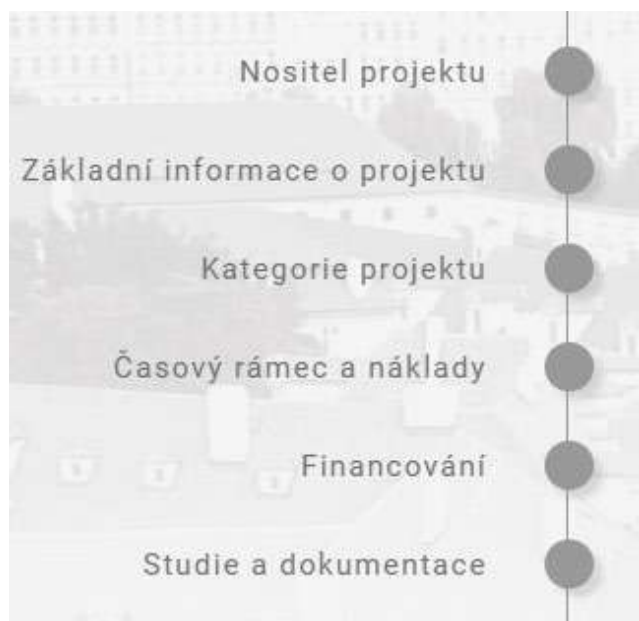 Nositel projektu
Základní informace o projektu
Kategorie projektu
Časový rámec a náklady
Financování
Studie a dokumentace